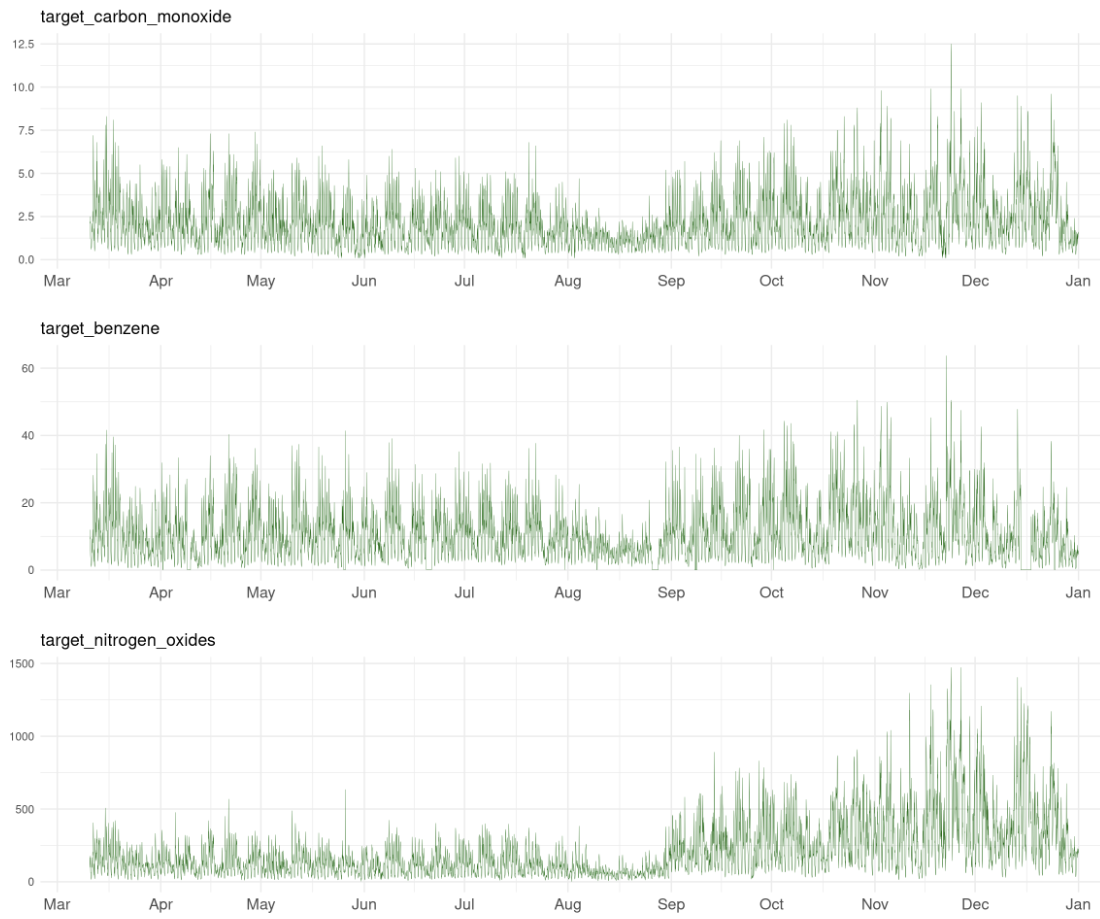 target_carbon_monoxide
12.5
10.0
7.5
5.0
2.5
0.0
Mar Apr May Jun Jul Aug Sep Oct Nov Dec Jan
target_benzene
60
40
20
0
Mar Apr May Jun Jul Aug Sep Oct Nov Dec Jan
target_nitrogen_oxides
1500
1000
500
0
Mar Apr May Jun Jul Aug Sep Oct Nov Dec Jan